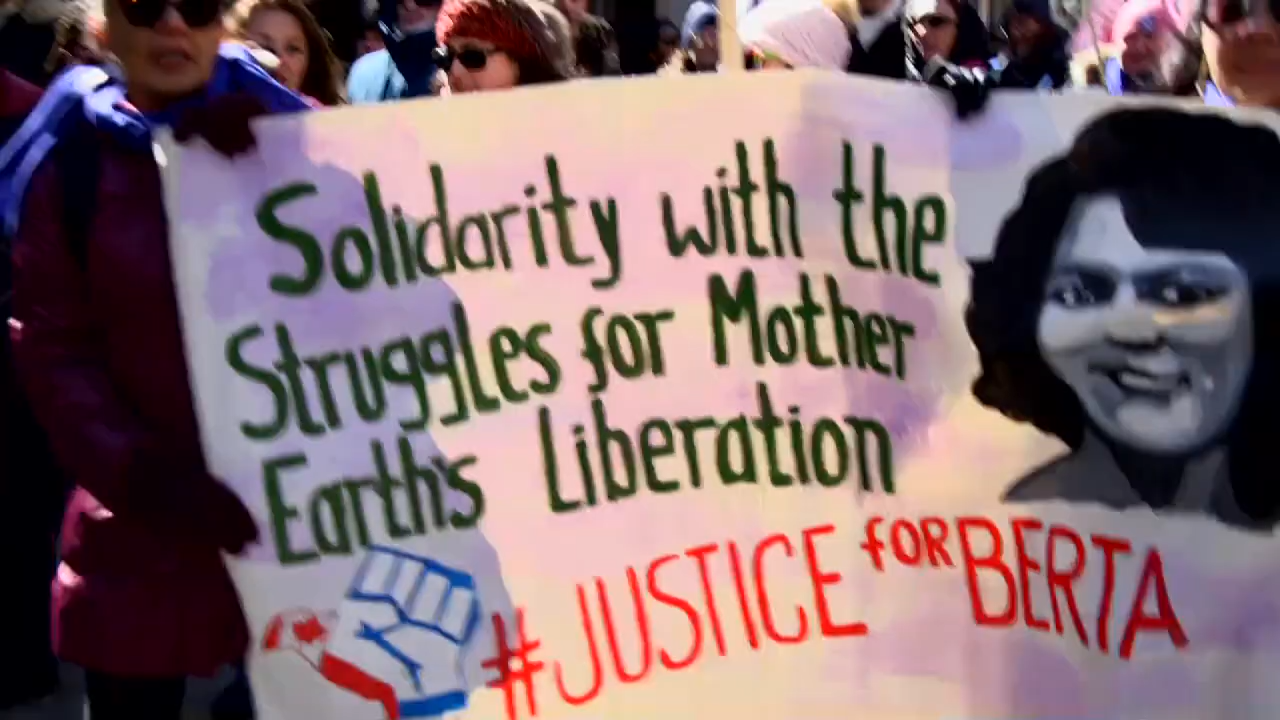 Solidarity with the
Struggles for Mother
Earth's Liberation
#JUSTICE FOR BERTA